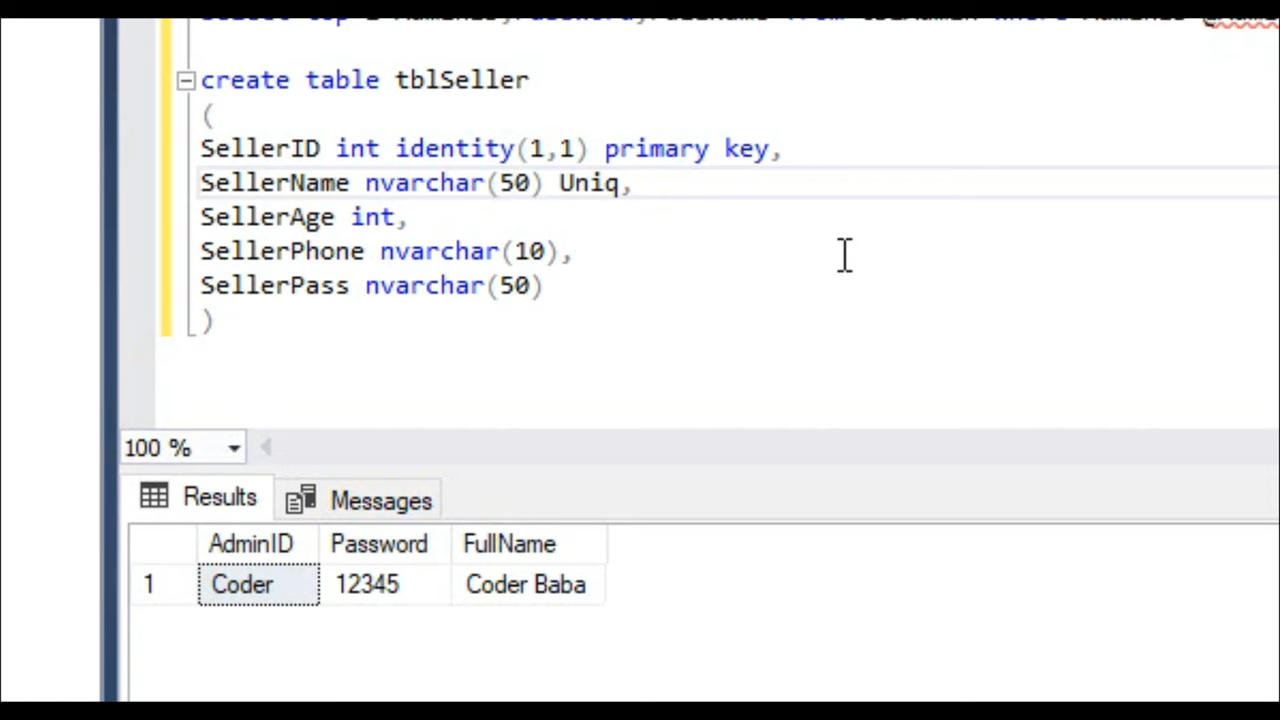 create table tblSeller
(
SellerID int identity(1,1) primary key,
SellerName nvarchar(50) Uniq,
SellerAge int,
SellerPhone nvarchar(10),
SellerPass nvarchar(50)
)
100 %
Results Messages
AdminID Password FullName
1 Coder 12345 Coder Baba